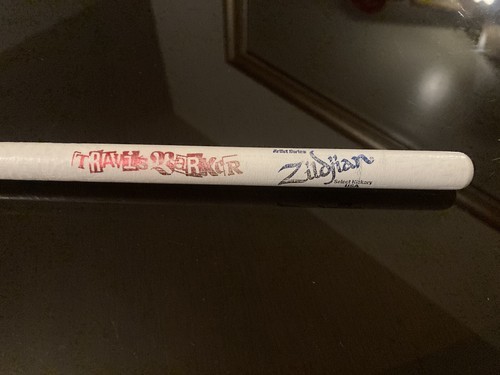 TRAVIS BARKER
Artist Series
Zildjian
Select Hickory
USA